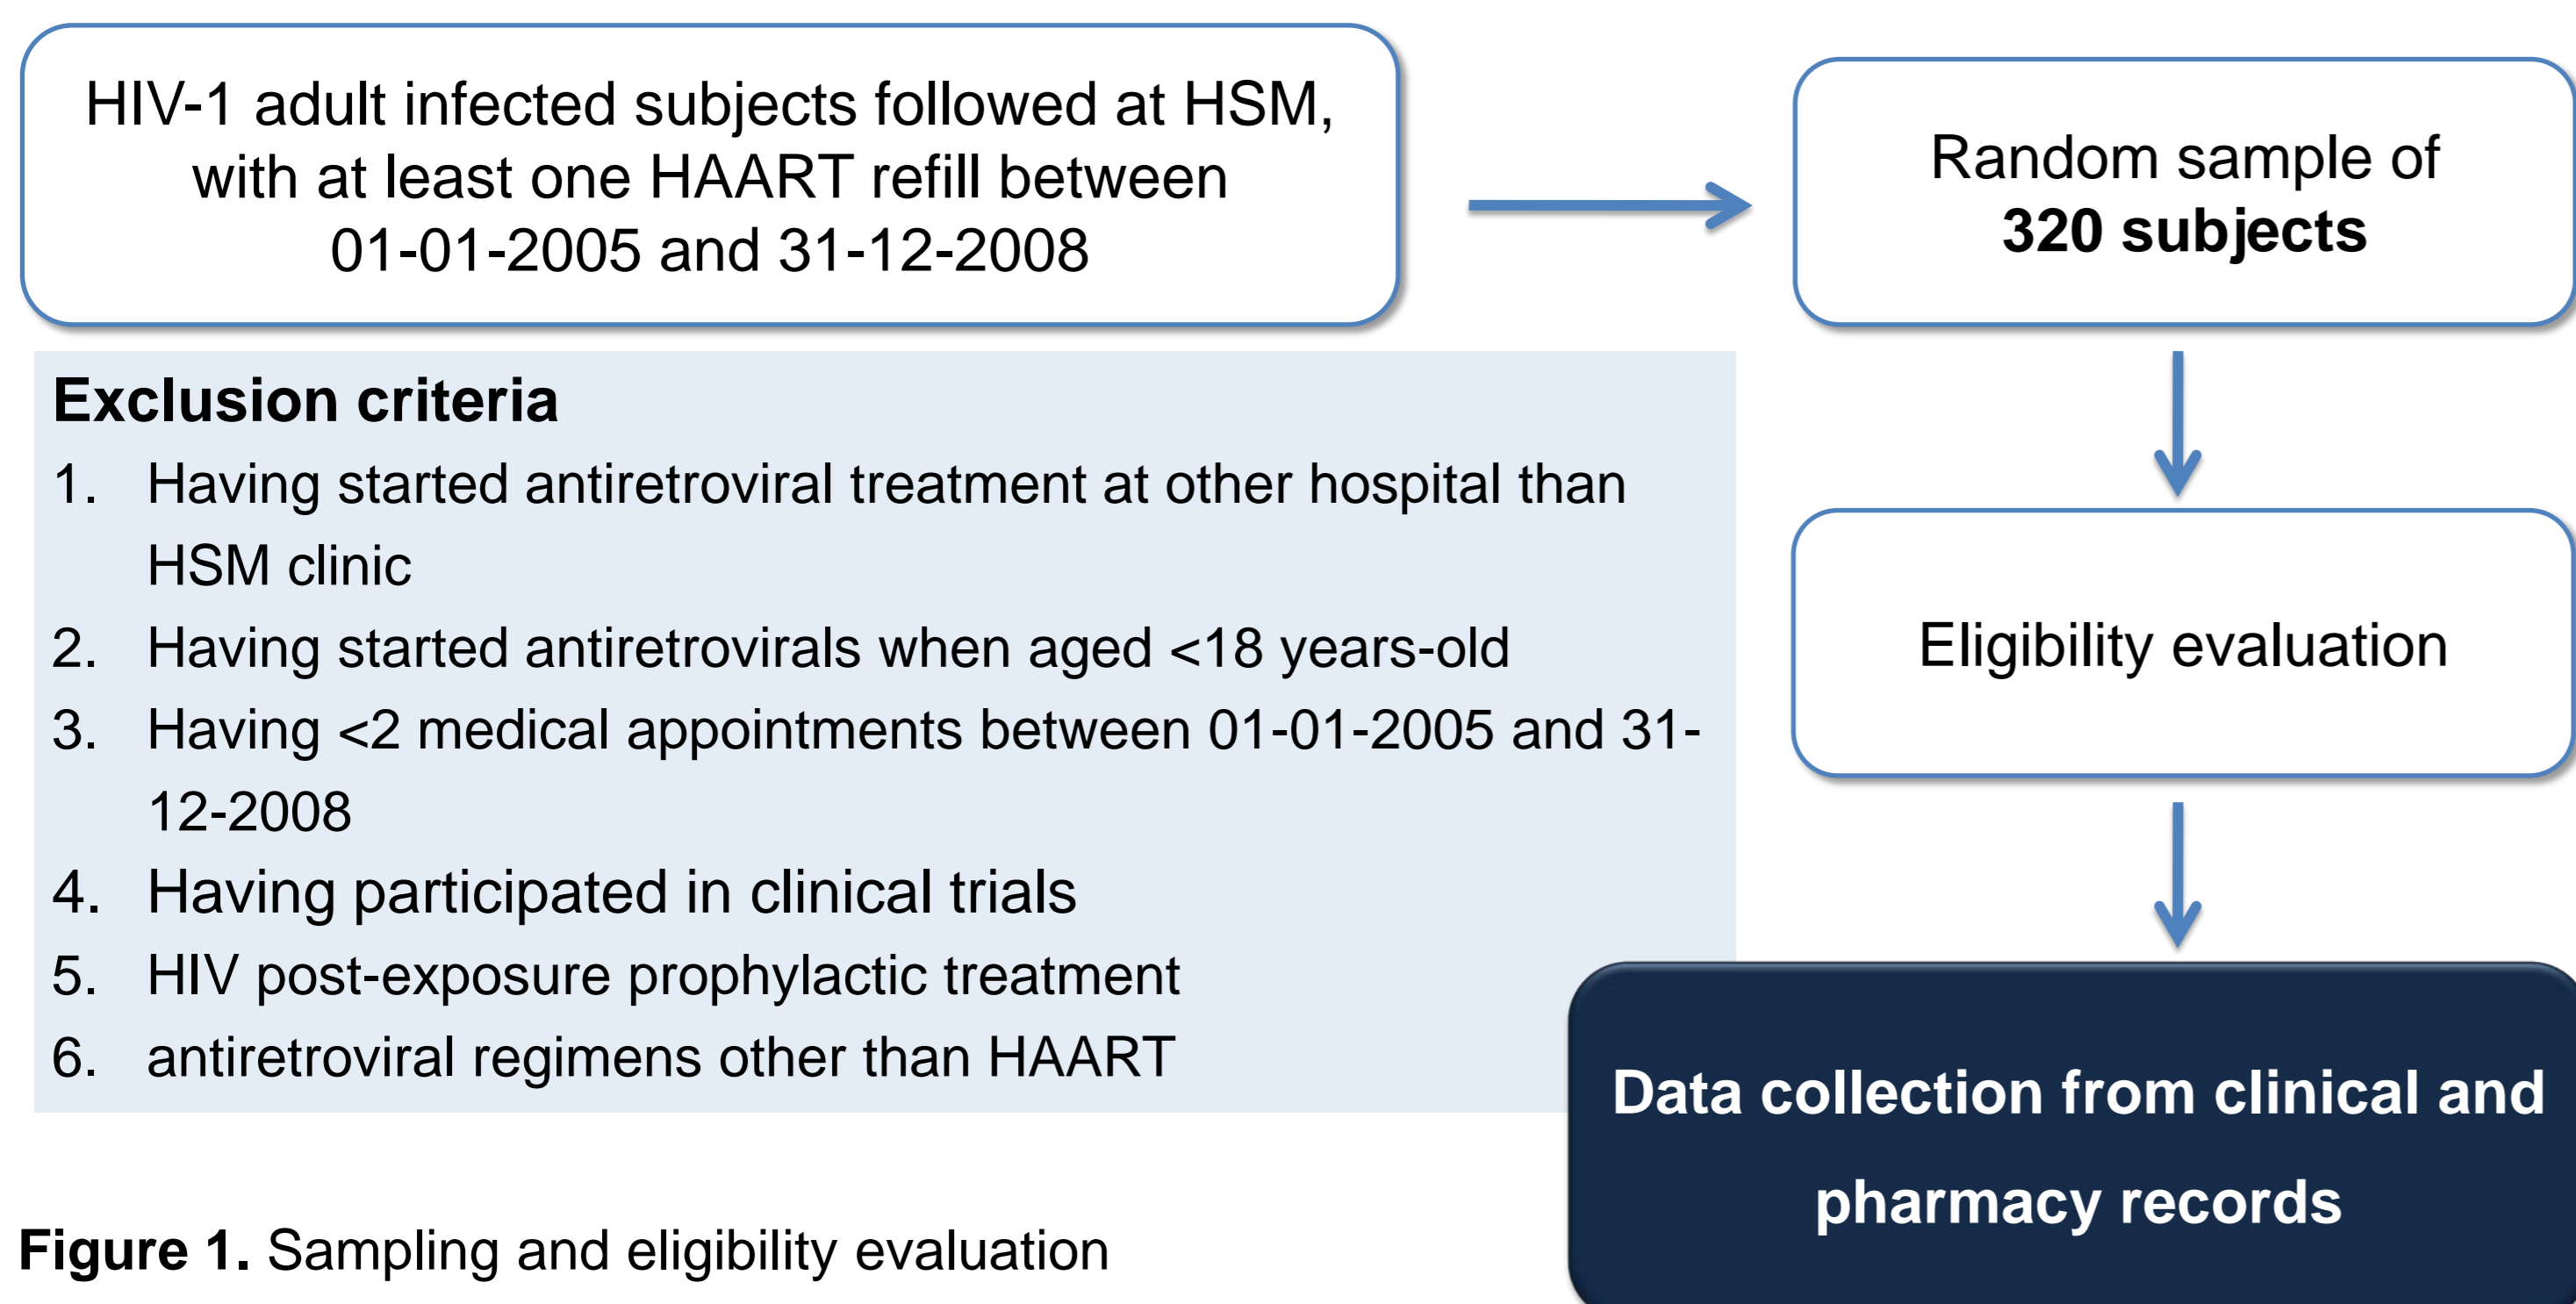 HIV-1 adult infected subjects followed at HSM,
with at least one HAART refill between
01-01-2005 and 31-12-2008
Random sample of
320 subjects
Exclusion criteria
1. Having started antiretroviral treatment at other hospital than
HSM clinic
2. Having started antiretrovirals when aged <18 years-old
3. Having <2 medical appointments between 01-01-2005 and 31-
12-2008
4. Having participated in clinical trials
5. HIV post-exposure prophylactic treatment
6. antiretroviral regimens other than HAART
Eligibility evaluation
Data collection from clinical and
pharmacy records
Figure 1. Sampling and eligibility evaluation